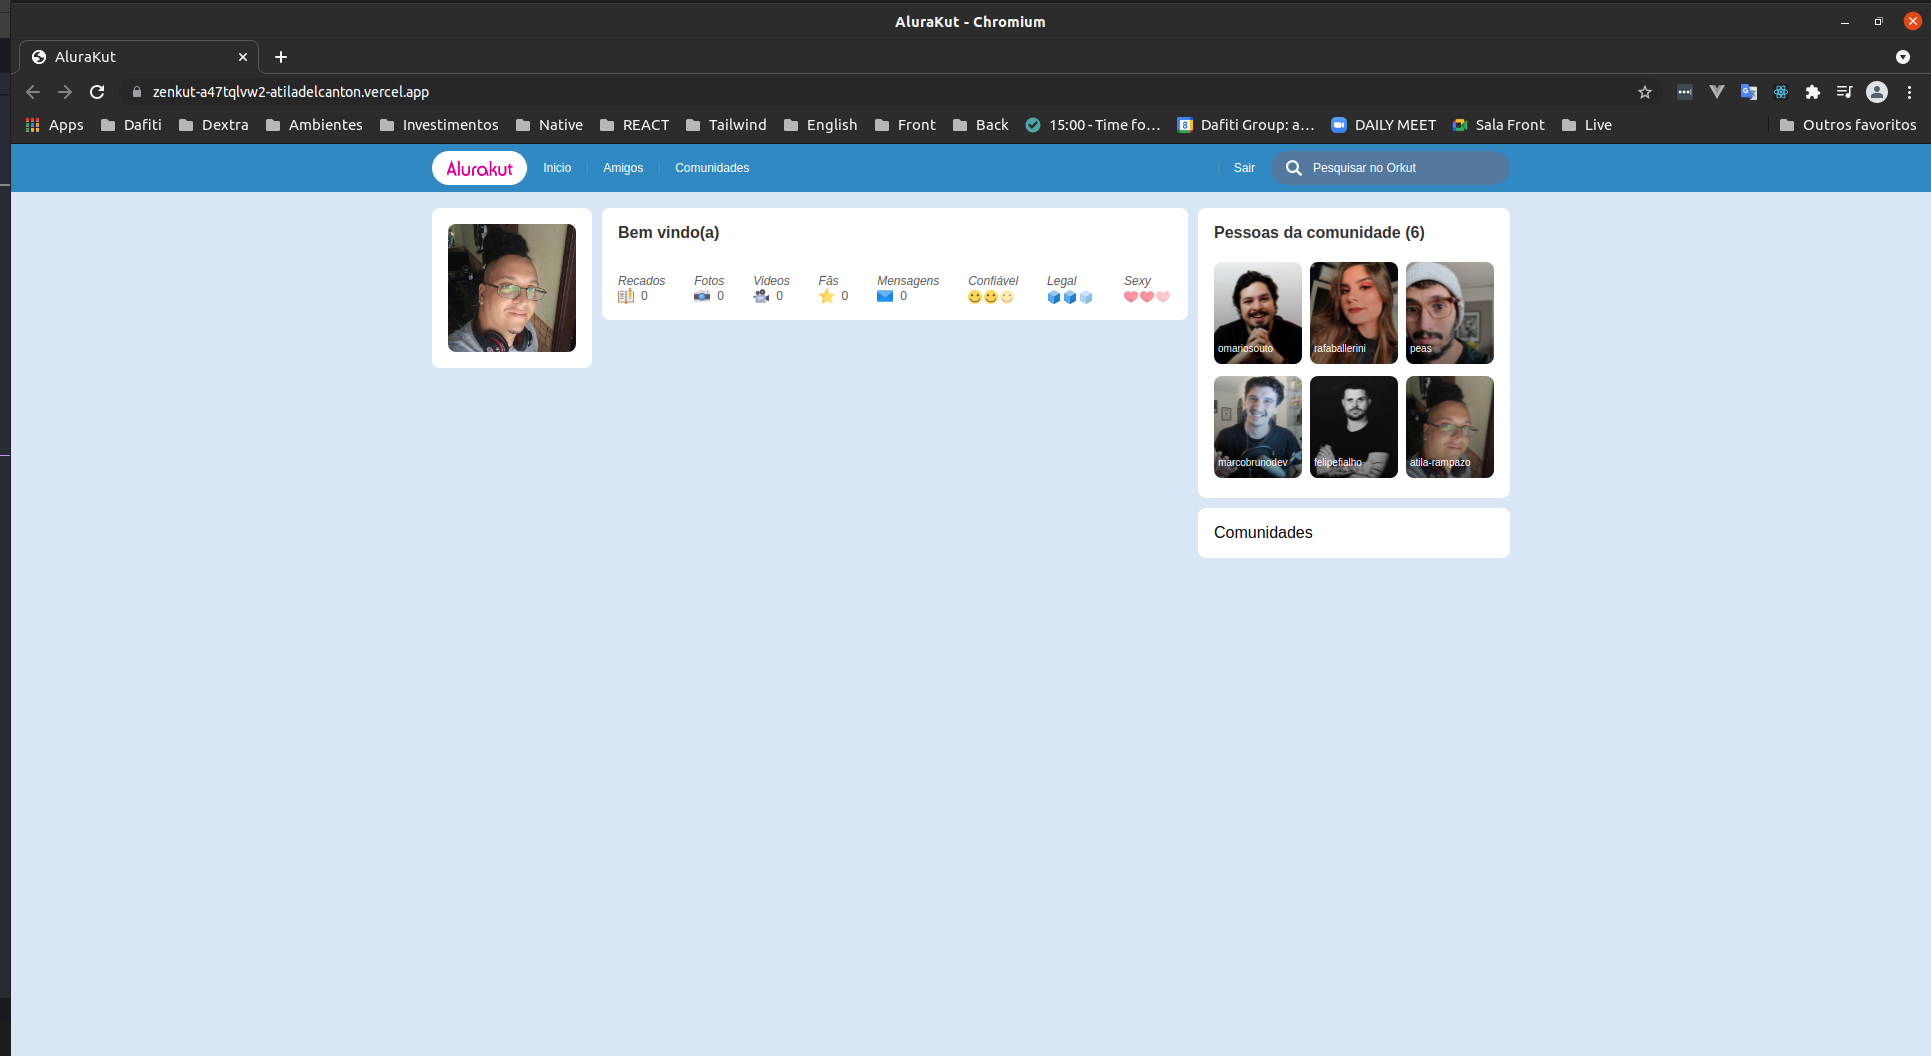 AluraKut - Chromium
AluraKut
zenkut-a47tqlvw2-atiladelcanton.vercel.app
Apps Dafiti Dextra Ambientes Investimentos Native REACT Tailwind English Front Back 15:00 - Time fo... 8 Dafiti Group: a... DAILY MEET Sala Front Live Outros favoritos
Alurakut Inicio Amigos Comunidades Sair Pesquisar no Orkut
Bem vindo(a)
Recados Fotos Videos Fãs Mensagens Confiável Legal Sexy
0 0 0 0 0
Pessoas da comunidade (6)
omariosouto rafaballerini peas
marcobrunodev felipefialho atila-rampazo
Comunidades